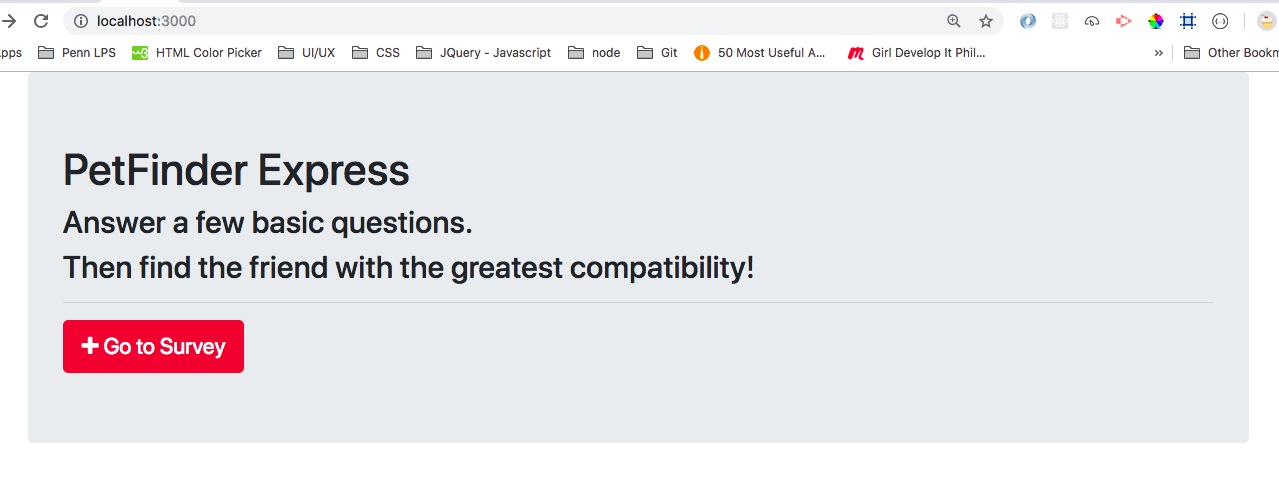 localhost:3000
pps Penn LPS HTML Color Picker UI/UX CSS JQuery - Javascript node Git 50 Most Useful A... Girl Develop It Phil... » Other Bookm
PetFinder Express
Answer a few basic questions.
Then find the friend with the greatest compatibility!
Go to Survey